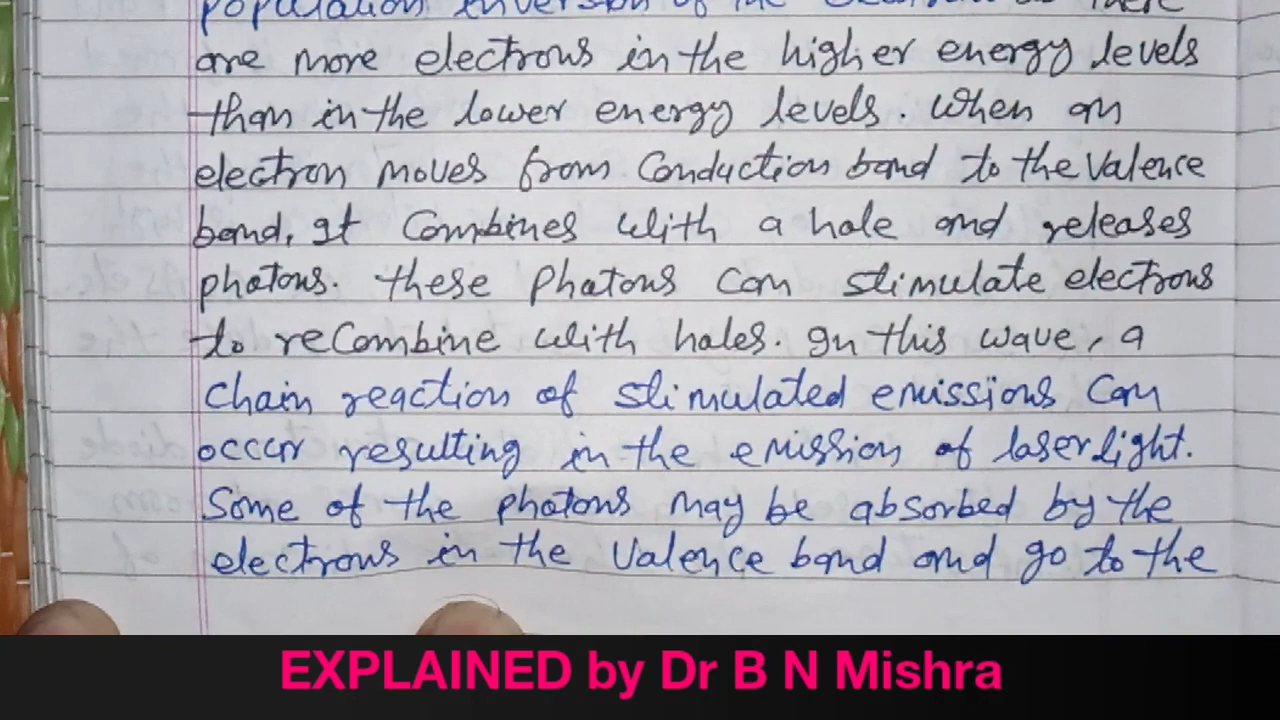 population inversion of the
are more electrons in the higher energy levels
than in the lower energy levels. When an
electron moves from Conduction band to the Valence
band, It Combines with a hole and releases
photons. these Photons Can stimulate electrons
to reCombine with holes. In this wave, a
Chain reaction of stimulated emissions Can
occur resulting in the emission of laser light.
Some of the photons may be absorbed by the
electrons in the Valence band and go to the
EXPLAINED by Dr B N Mishra